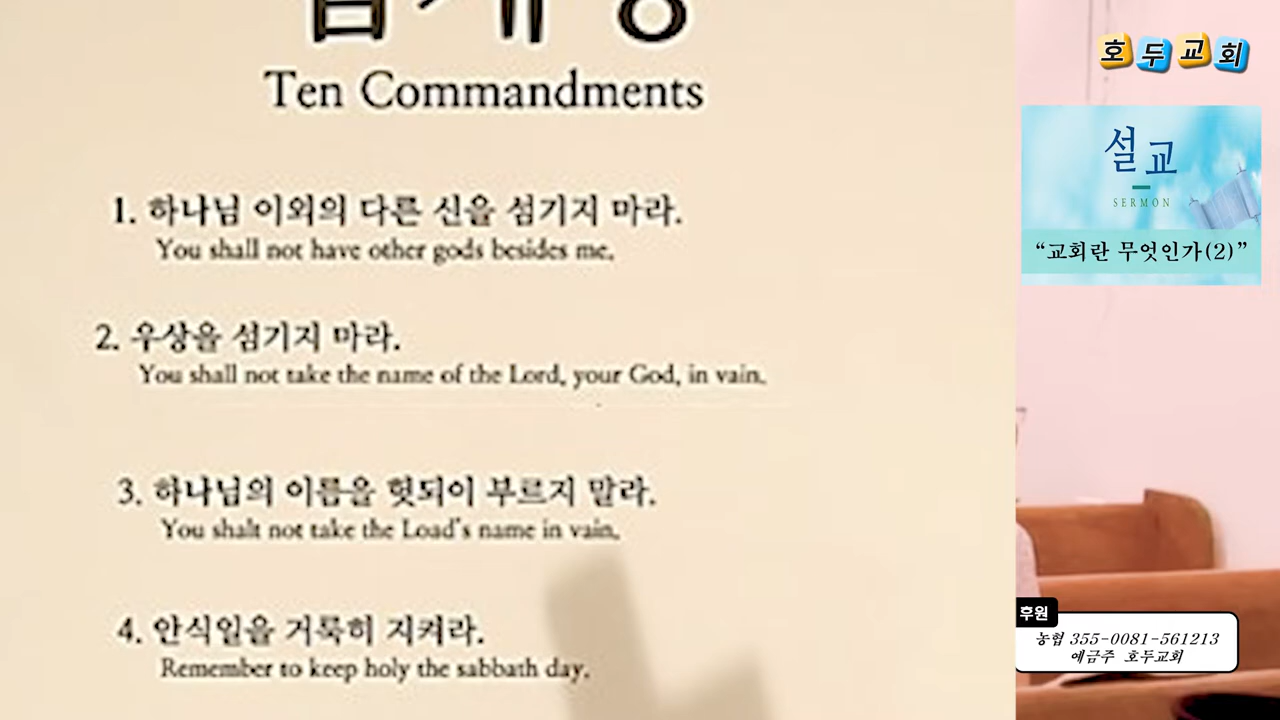 십계명
Ten Commandments
1. 하나님 이외의 다른 신을 섬기지 마라.
You shall not have other gods besides me.
2. 우상을 섬기지 마라.
You shall not take the name of the Lord, your God, in vain.
3. 하나님의 이름을 헛되이 부르지 말라.
You shalt not take the Load's name in vain.
4. 안식일을 거룩히 지켜라.
Remember to keep holy the sabbath day.
호두교회
설교
SERMON
“교회란 무엇인가(2)”
후원
농협 355-0081-561213
예금주 호두교회